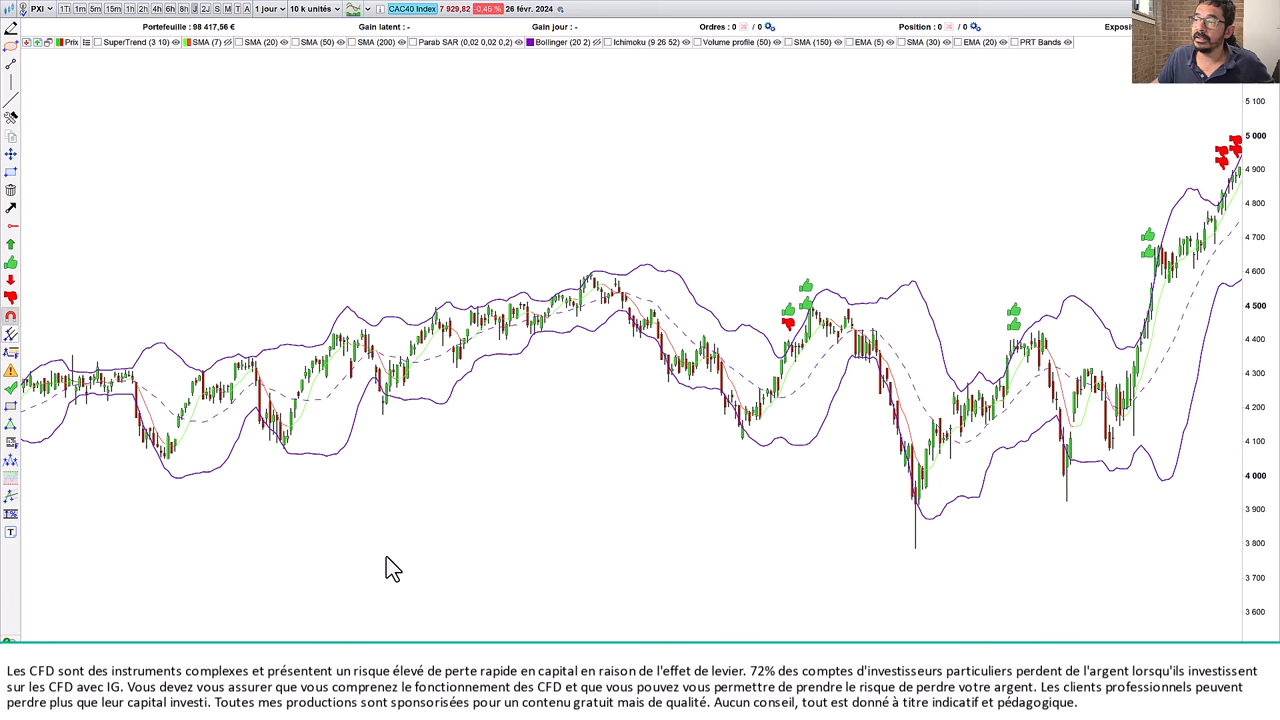 PXI 1Ti 1m 5m 15m 1h 2h 4h 6h 8h J 2J S M T A 1 jour 10 k unités CAC40 Index 7 929,82 -0,46 % 26 févr. 2024
Portefeuille : 98 417,56 € Gain latent : - Gain jour : - Ordres : 0 / 0 Position : 0 / 0 Exposi
Prix SuperTrend (3 10) SMA (7) SMA (20) SMA (50) SMA (200) Parab SAR (0,02 0,02 0,2) Bollinger (20 2) Ichimoku (9 26 52) Volume profile (50) SMA (150) EMA (5) SMA (30) EMA (20) PRT Bands
5 100
5 000
4 900
4 800
4 700
4 600
4 500
4 400
4 300
4 200
4 100
4 000
3 900
3 800
3 700
3 600
Les CFD sont des instruments complexes et présentent un risque élevé de perte rapide en capital en raison de l'effet de levier. 72% des comptes d'investisseurs particuliers perdent de l'argent lorsqu'ils investissent
sur les CFD avec IG. Vous devez vous assurer que vous comprenez le fonctionnement des CFD et que vous pouvez vous permettre de prendre le risque de perdre votre argent. Les clients professionnels peuvent
perdre plus que leur capital investi. Toutes mes productions sont sponsorisées pour un contenu gratuit mais de qualité. Aucun conseil, tout est donné à titre indicatif et pédagogique.